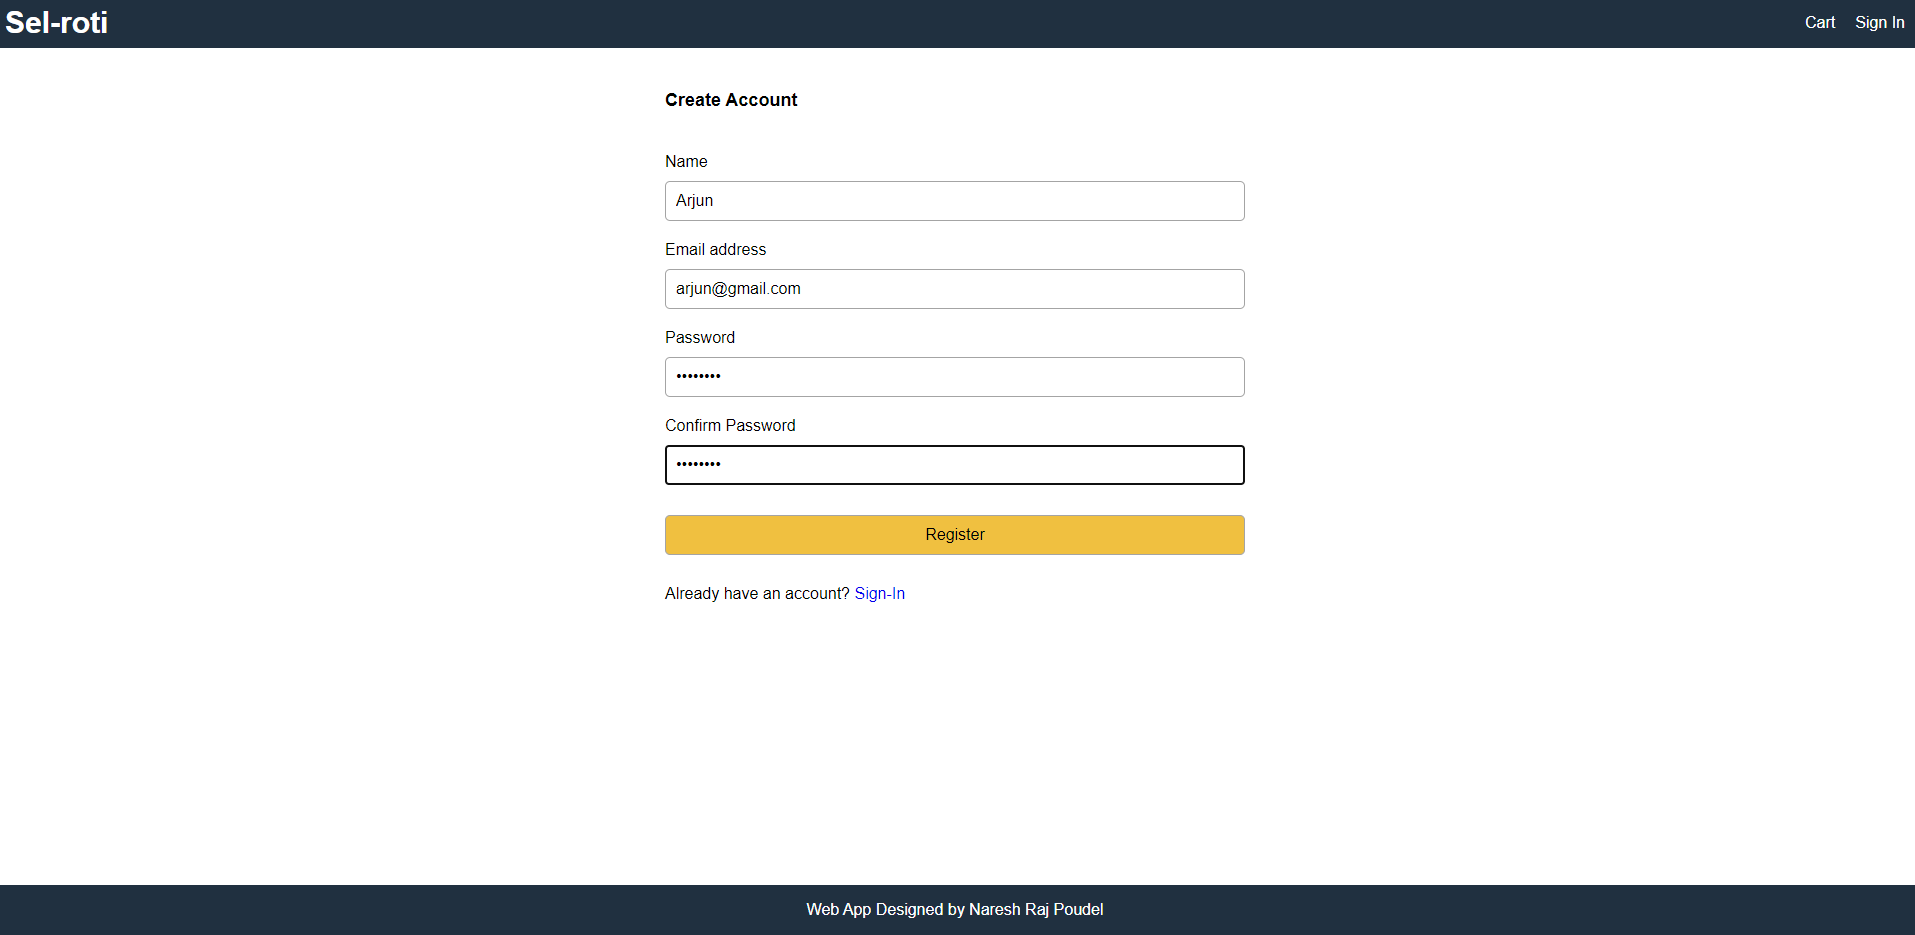 Sel-roti
Cart Sign In
Create Account
Name
Arjun
Email address
arjun@gmail.com
Password
••••••••
Confirm Password
••••••••
Register
Already have an account? Sign-In
Web App Designed by Naresh Raj Poudel